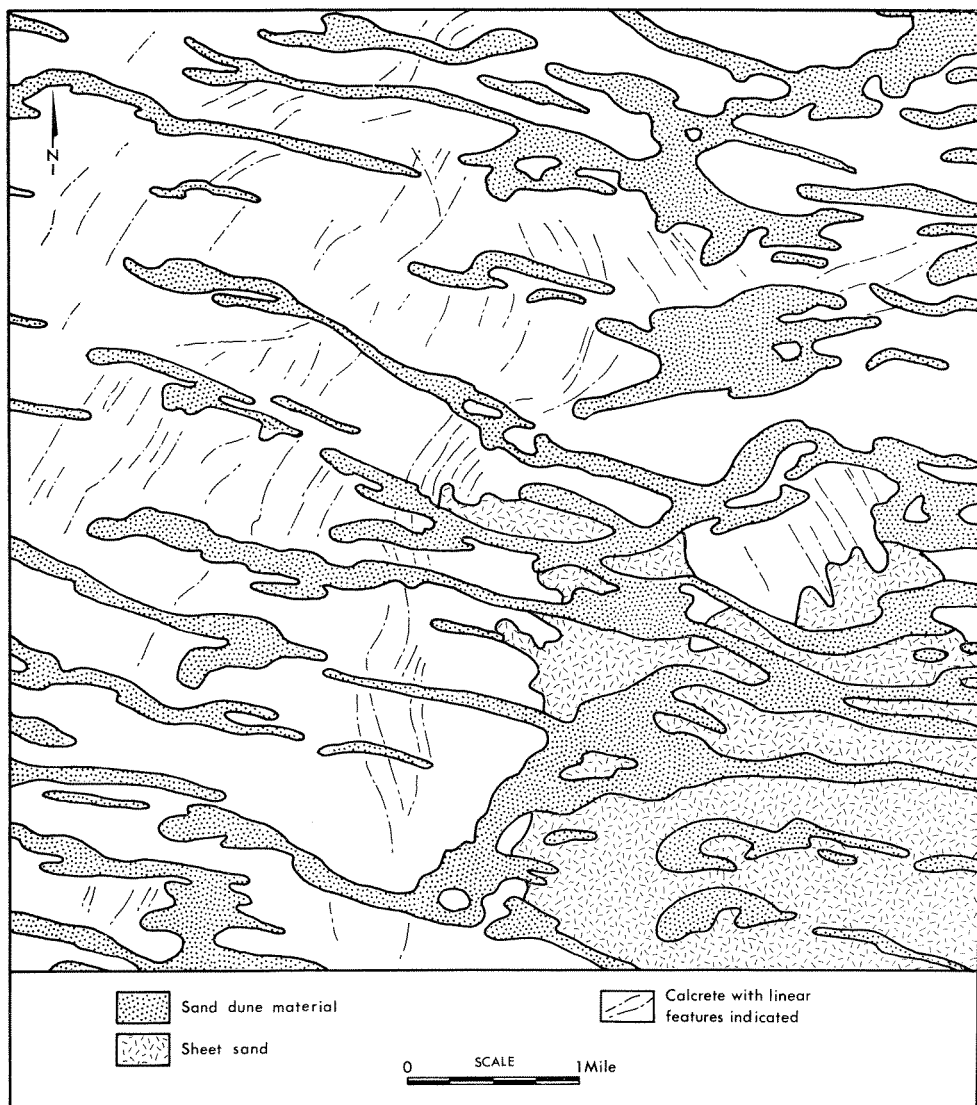 N
Sand dune material
Sheet sand
Calcrete with linear
features indicated
SCALE
0 1 Mile